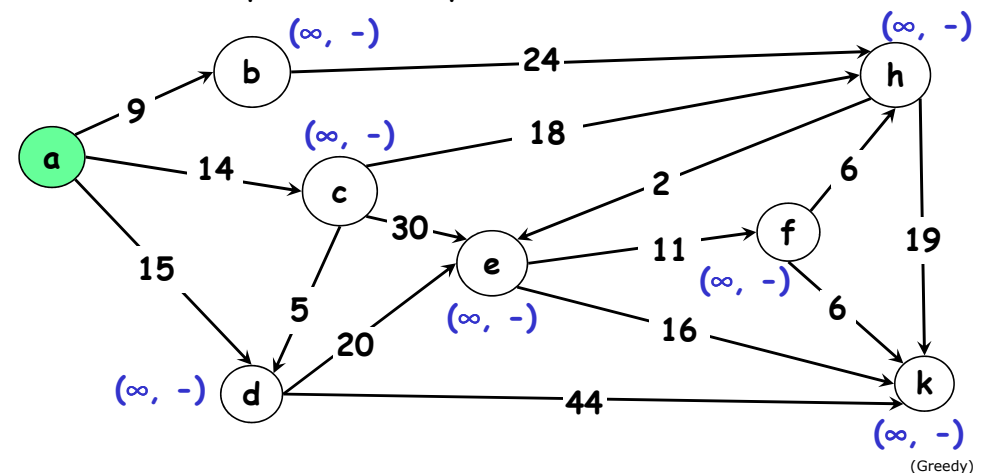 (∞, -)
(∞, -)
b
24
h
9
(∞, -)
18
a
14
c
2
6
30
f
19
e
11
15
(∞, -)
5
(∞, -)
6
16
20
(∞, -)
d
k
44
(∞, -)
(Greedy)